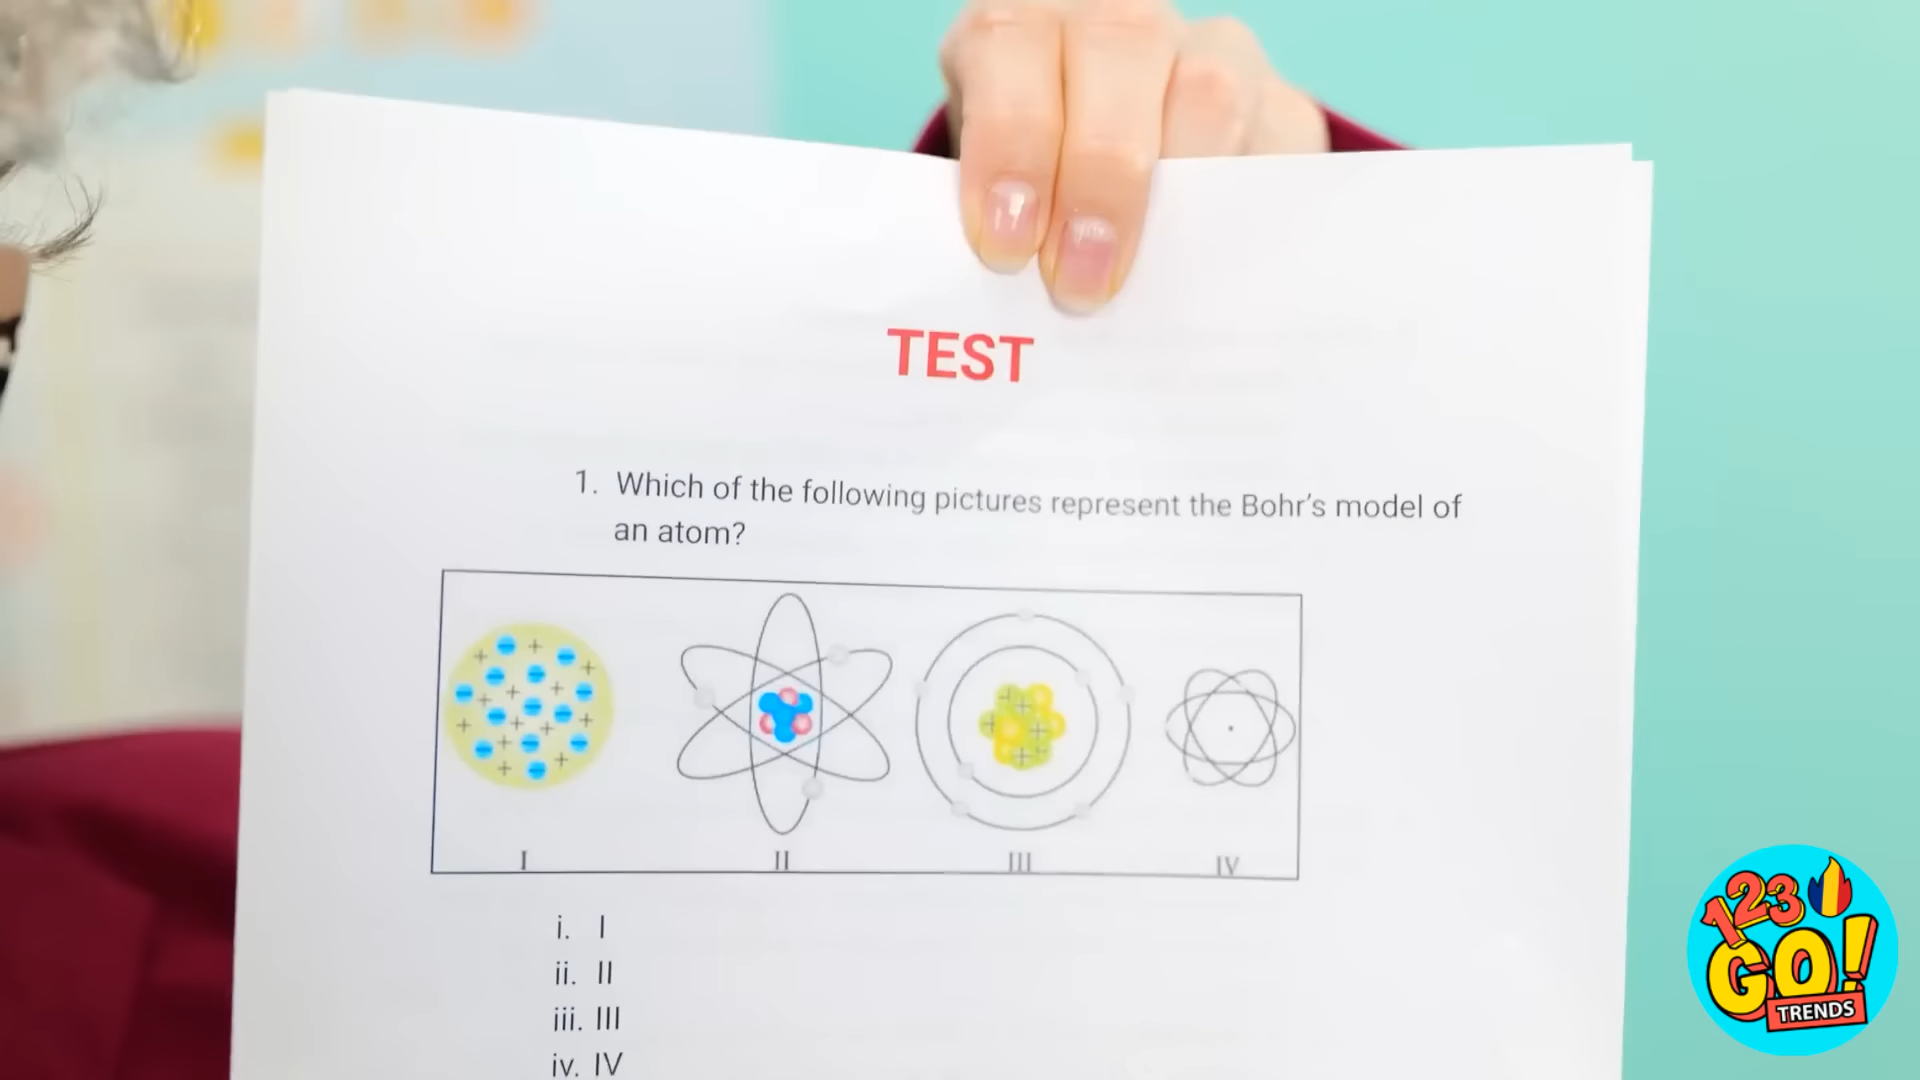 TEST
1. Which of the following pictures represent the Bohr's model of
an atom?
I II III IV
i. I
ii. II
iii. III
iv. IV
123
GO!
TRENDS